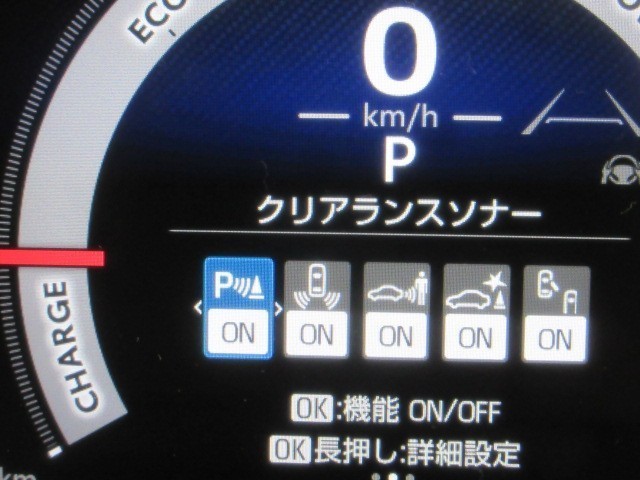 ECO
0
km/h
P
クリアランスソナー
P
ON ON ON ON ON
CHARGE
OK:機能 ON/OFF
OK長押し:詳細設定
km